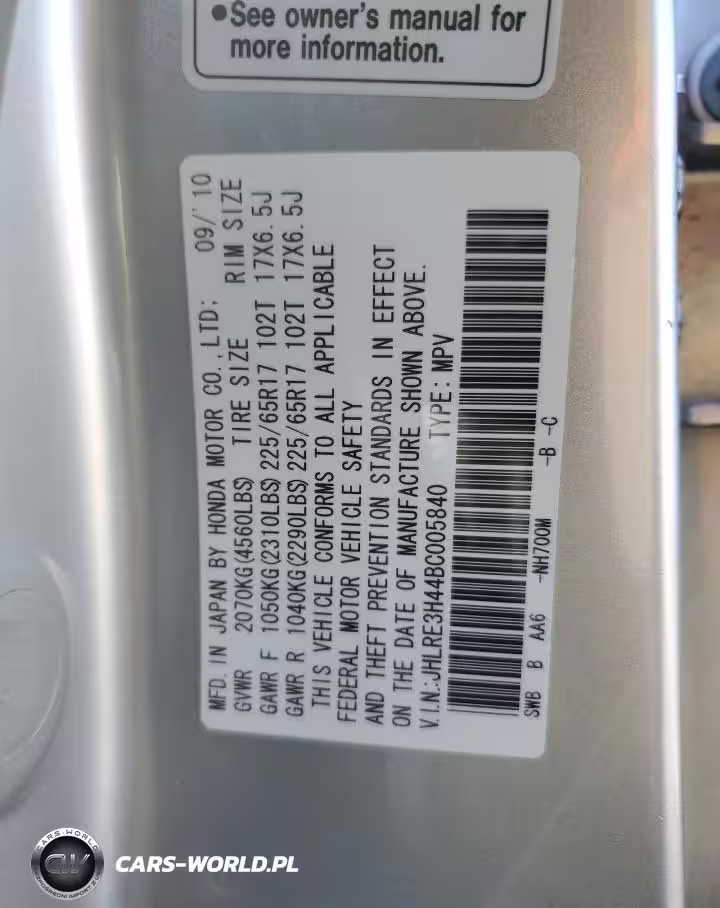 •See owner's manual for
more information.
MFD. IN JAPAN BY HONDA MOTOR CO., LTD; 09/'10
GVWR 2070KG(4560LBS) TIRE SIZE RIM SIZE
GAWR F 1050KG(2310LBS) 225/65R17 102T 17X6.5J
GAWR R 1040KG(2290LBS) 225/65R17 102T 17X6.5J
THIS VEHICLE CONFORMS TO ALL APPLICABLE
FEDERAL MOTOR VEHICLE SAFETY
AND THEFT PREVENTION STANDARDS IN EFFECT
ON THE DATE OF MANUFACTURE SHOWN ABOVE.
V.I.N.:JHLRE3H44BC005840 TYPE: MPV
SWB B AA6 -NH700M -B -C
CARS-WORLD
CW
CARS-WORLD.PL